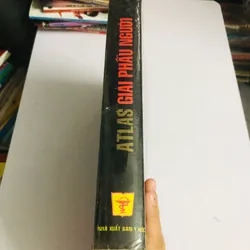 ATLAS GIẢI PHẪU NGƯỜI
NHÀ XUẤT BẢN Y HỌC